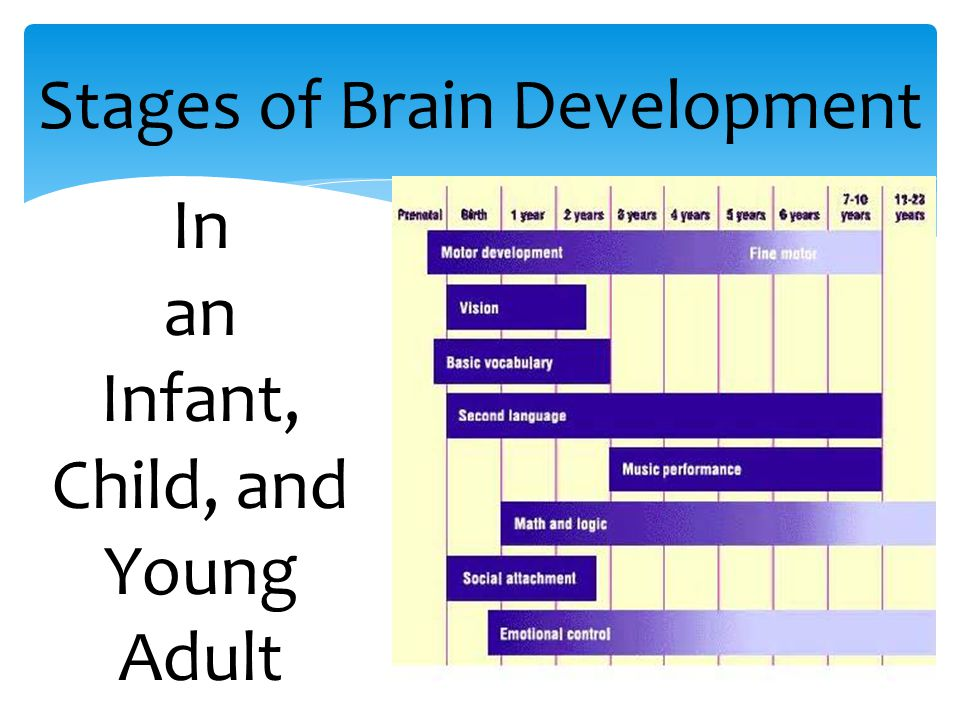 Stages of Brain Development
In
an
Infant,
Child, and
Young
Adult
Prenatal Birth 1 year 2 years 3 years 4 years 5 years 6 years 7-10 years 11-23 years
Motor development Fine motor
Vision
Basic vocabulary
Second language
Music performance
Math and logic
Social attachment
Emotional control